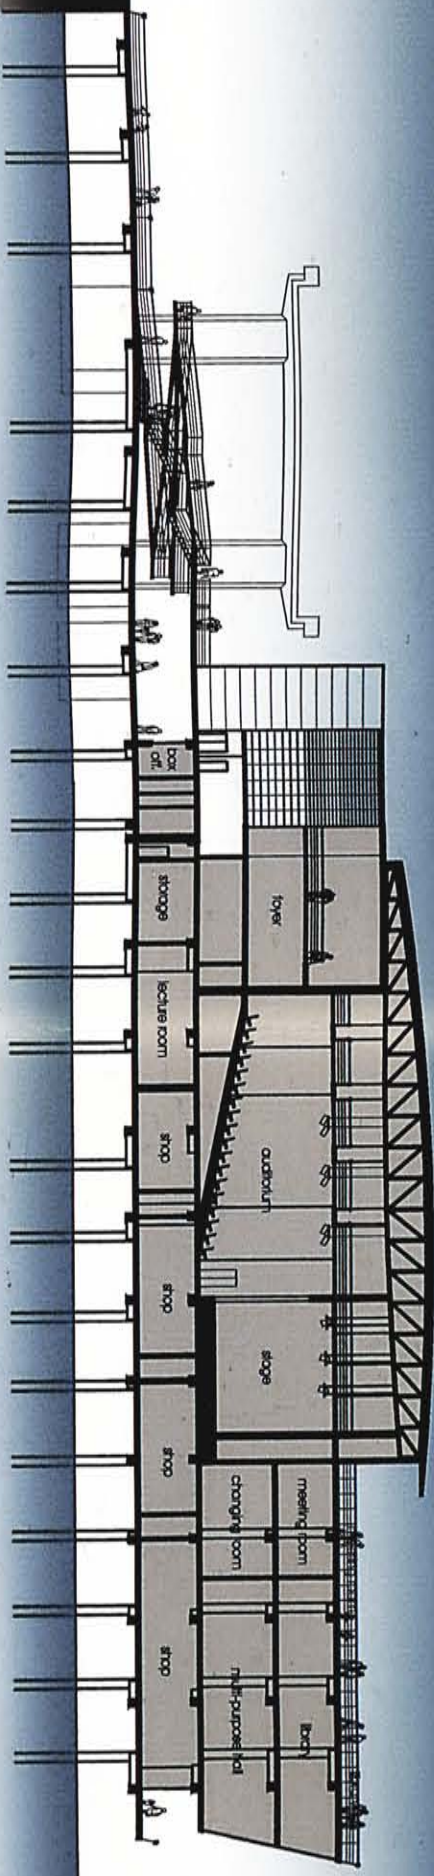 box
off.
storage
lecture room
shop
shop
shop
shop
foyer
auditorium
stage
changing room
meeting room
multi-purpose hall
library